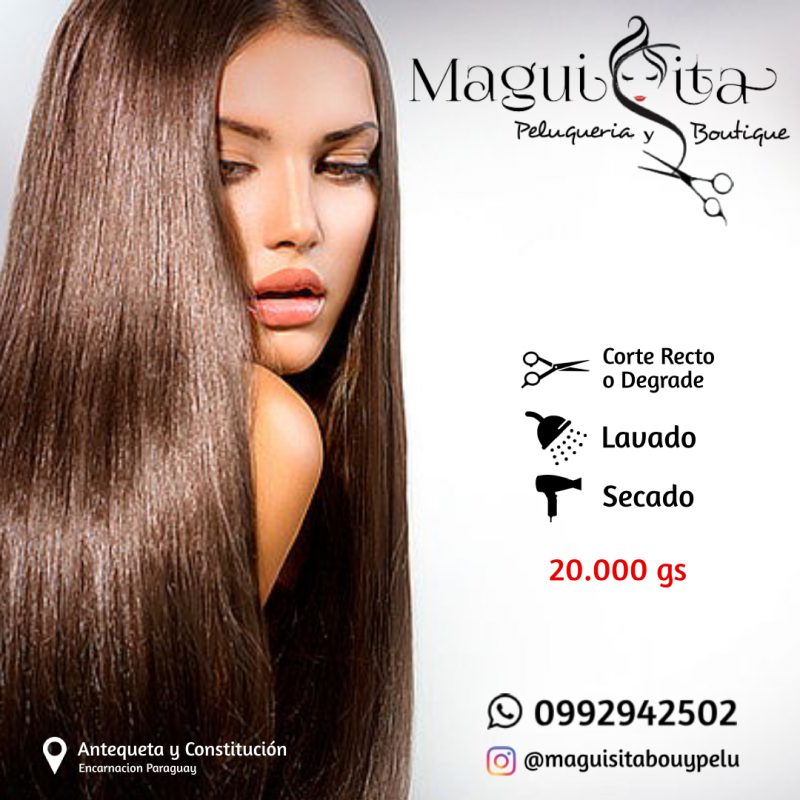 Maguisita
Peluqueria y Boutique
Corte Recto
o Degrade
Lavado
Secado
20.000 gs
0992942502
@maguisitabouypelu
Antequeta y Constitución
Encarnacion Paraguay